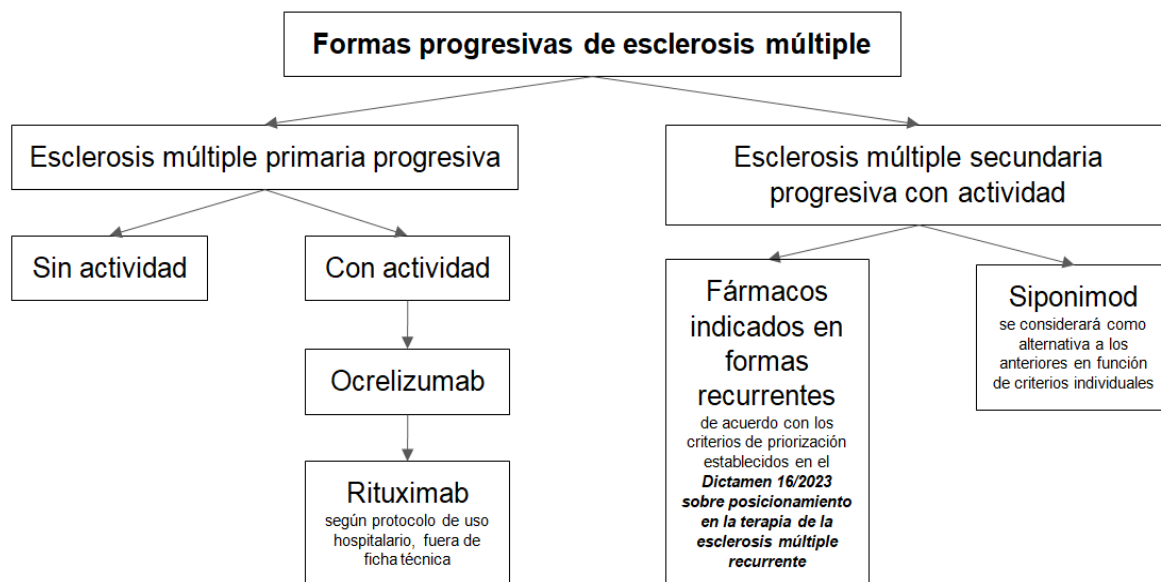 Formas progresivas de esclerosis múltiple
Esclerosis múltiple primaria progresiva
Esclerosis múltiple secundaria
progresiva con actividad
Sin actividad
Con actividad
Ocrelizumab
Rituximab
según protocolo de uso
hospitalario, fuera de
ficha técnica
Fármacos
indicados en
formas
recurrentes
de acuerdo con los
criterios de priorización
establecidos en el
Dictamen 16/2023
sobre posicionamiento
en la terapia de la
esclerosis múltiple
recurrente
Siponimod
se considerará como
alternativa a los
anteriores en función
de criterios individuales